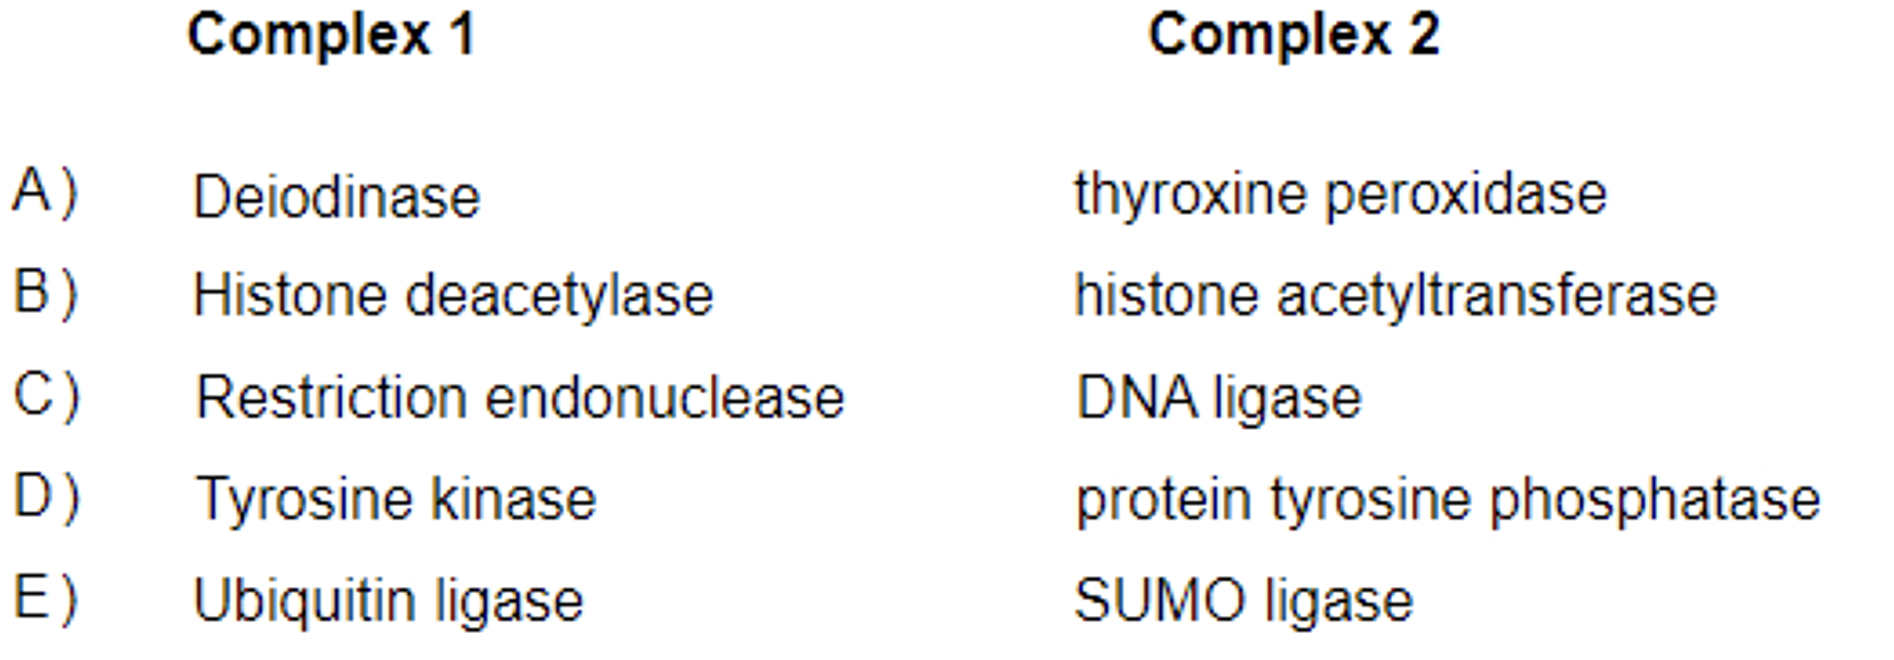 Complex 1 Complex 2
A) Deiodinase thyroxine peroxidase
B) Histone deacetylase histone acetyltransferase
C) Restriction endonuclease DNA ligase
D) Tyrosine kinase protein tyrosine phosphatase
E) Ubiquitin ligase SUMO ligase